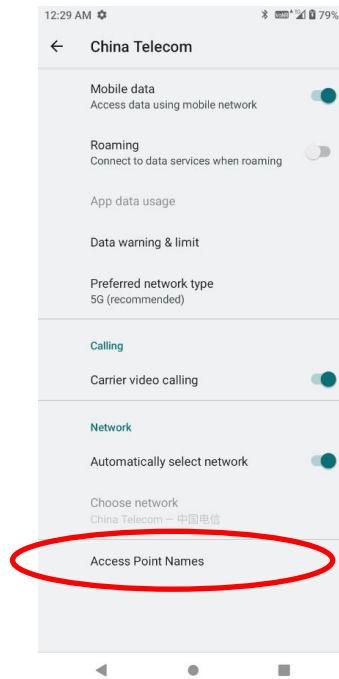 12:29 AM
79%
China Telecom
Mobile data
Access data using mobile network
Roaming
Connect to data services when roaming
App data usage
Data warning & limit
Preferred network type
5G (recommended)
Calling
Carrier video calling
Network
Automatically select network
Choose network
China Telecom — 中国电信
Access Point Names